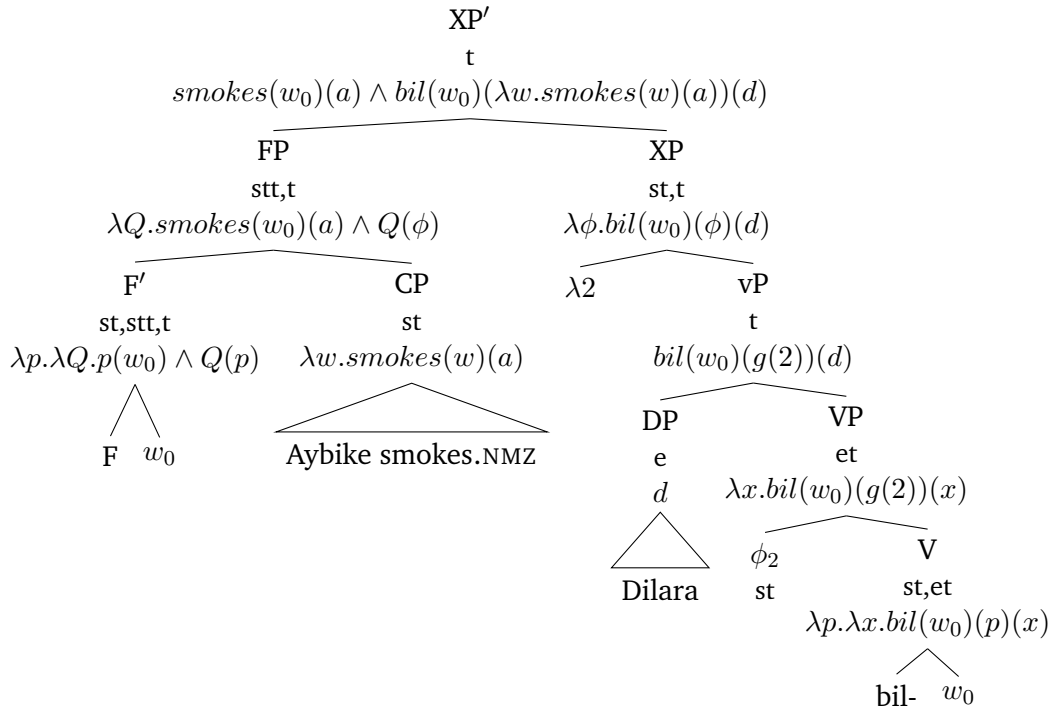 XP′
t
smokes(w₀)(a) ∧ bil(w₀)(λw.smokes(w)(a))(d)
FP XP
stt,t st,t
λQ.smokes(w₀)(a) ∧ Q(ϕ) λϕ.bil(w₀)(ϕ)(d)
F′ CP λ2 vP
st,stt,t st t
λp.λQ.p(w₀) ∧ Q(p) λw.smokes(w)(a) bil(w₀)(g(2))(d)
F w₀ Aybike smokes.NMZ DP VP
e et
d λx.bil(w₀)(g(2))(x)
Dilara ϕ₂ V
st st,et
λp.λx.bil(w₀)(p)(x)
bil- w₀